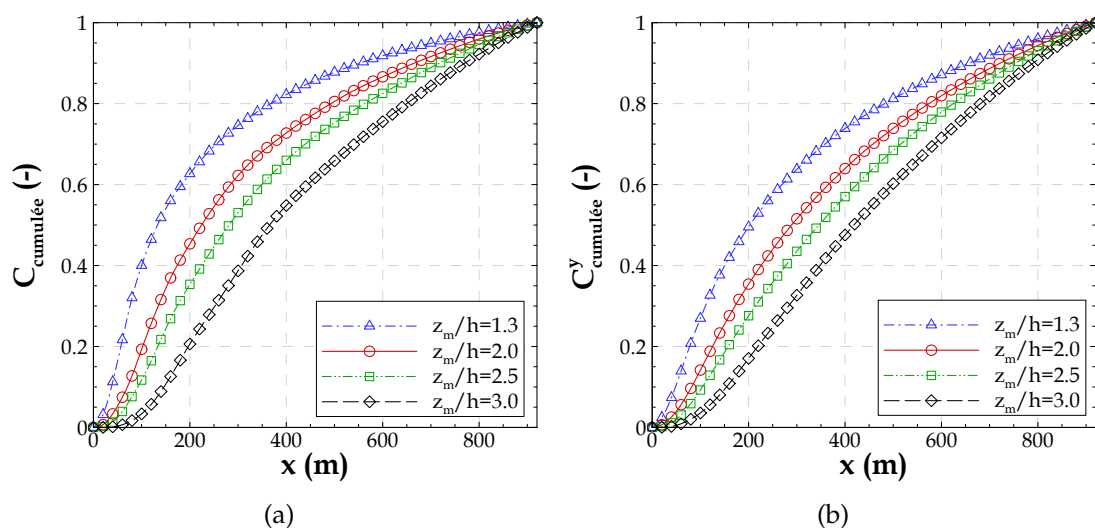 1
0.8
0.6
0.4
0.2
0
C_cumulée (-)
0 200 400 600 800
x (m)
z_m/h=1.3
z_m/h=2.0
z_m/h=2.5
z_m/h=3.0
(a)
1
0.8
0.6
0.4
0.2
0
C^y_cumulée (-)
0 200 400 600 800
x (m)
z_m/h=1.3
z_m/h=2.0
z_m/h=2.5
z_m/h=3.0
(b)